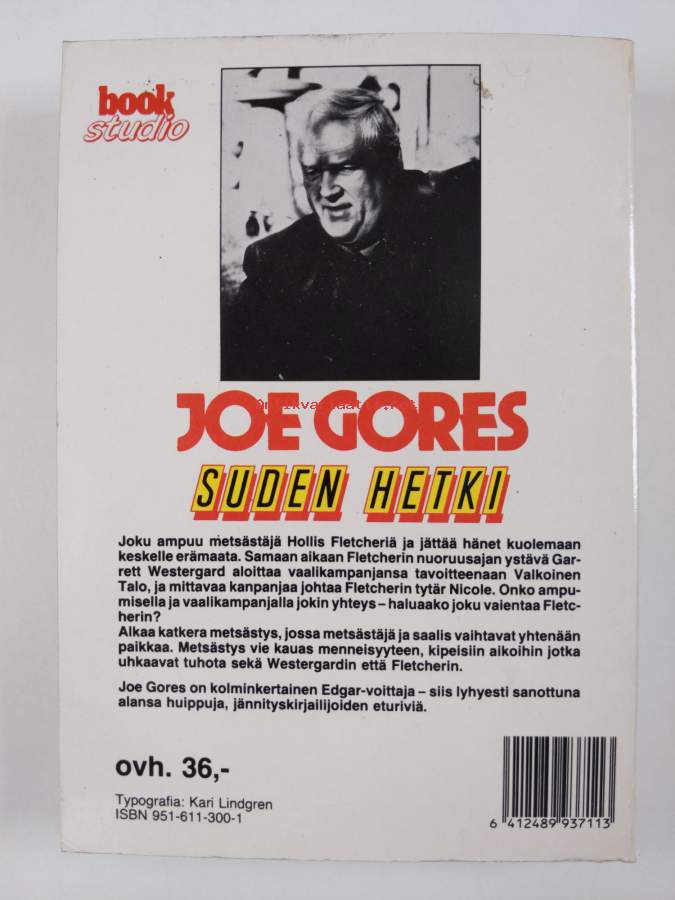 book
studio
JOE GORES
Antikvariaatti.net
SUDEN HETKI
Joku ampuu metsästäjä Hollis Fletcheriä ja jättää hänet kuolemaan
keskelle erämaata. Samaan aikaan Fletcherin nuoruusajan ystävä Gar-
rett Westergard aloittaa vaalikampanjansa tavoitteenaan Valkoinen
Talo, ja mittavaa kanpanjaa johtaa Fletcherin tytär Nicole. Onko ampu-
misella ja vaalikampanjalla jokin yhteys – haluaako joku vaientaa Fletc-
herin?
Alkaa katkera metsästys, jossa metsästäjä ja saalis vaihtavat yhtenään
paikkaa. Metsästys vie kauas menneisyyteen, kipeisiin aikoihin jotka
uhkaavat tuhota sekä Westergardin että Fletcherin.
Joe Gores on kolminkertainen Edgar-voittaja – siis lyhyesti sanottuna
alansa huippuja, jännityskirjailijoiden eturiviä.
ovh. 36,-
Typografia: Kari Lindgren
ISBN 951-611-300-1
6 412489 937113